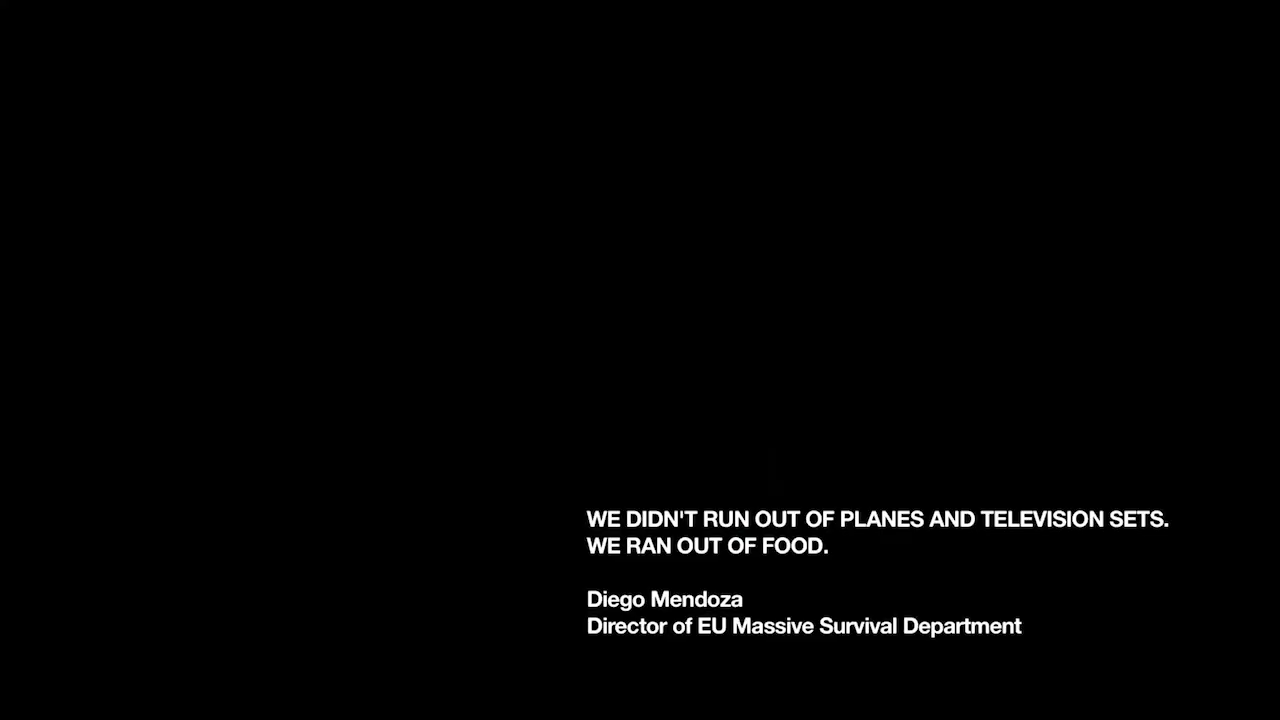 WE DIDN'T RUN OUT OF PLANES AND TELEVISION SETS.
WE RAN OUT OF FOOD.
Diego Mendoza
Director of EU Massive Survival Department